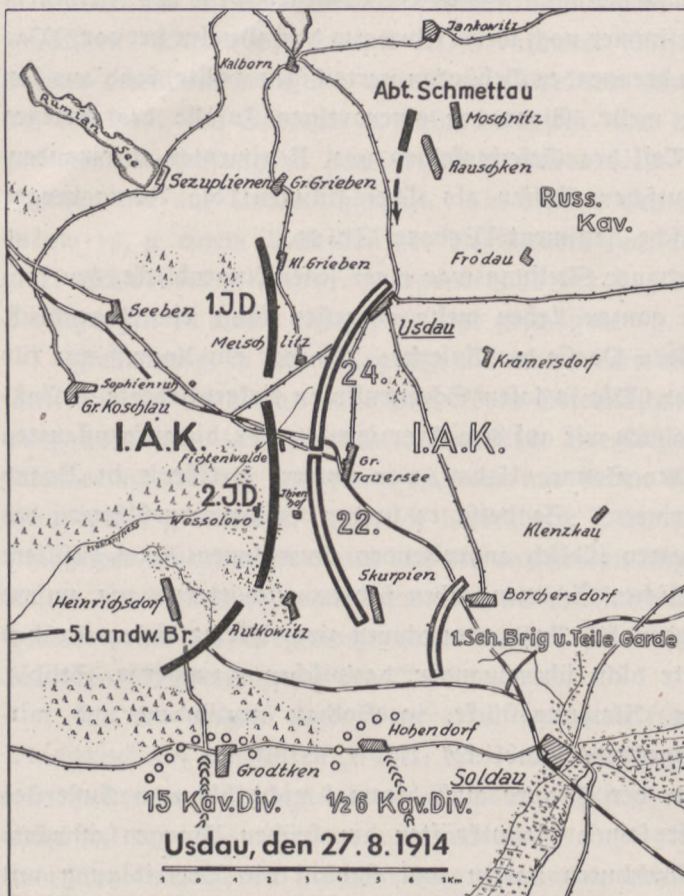 Jankowitz
Kalborn
Abt. Schmettau
Moschnitz
Rumian See
Rauschken
Sezuplienen
Gr. Grieben
Russ.
Kav.
Kl. Grieben
Frödau
1. J.D.
Seeben
Usdau
Meischlitz
Krämersdorf
Sophienruh
24.
Gr. Koschlau
I.A.K.
I.A.K.
Fichtenwalde
Gr.
Tauersee
2. J.D
Thier
hof
Wessolowo
22.
Klenzkau
Skurpien
Heinrichsdorf
Borchersdorf
5. Landw. Br.
Rutkowitz
1. Sch. Brig u. Teile Garde
Hohendorf
Grodtken
Soldau
15 Kav. Div.
1/2 6 Kav. Div.
Usdau, den 27. 8. 1914